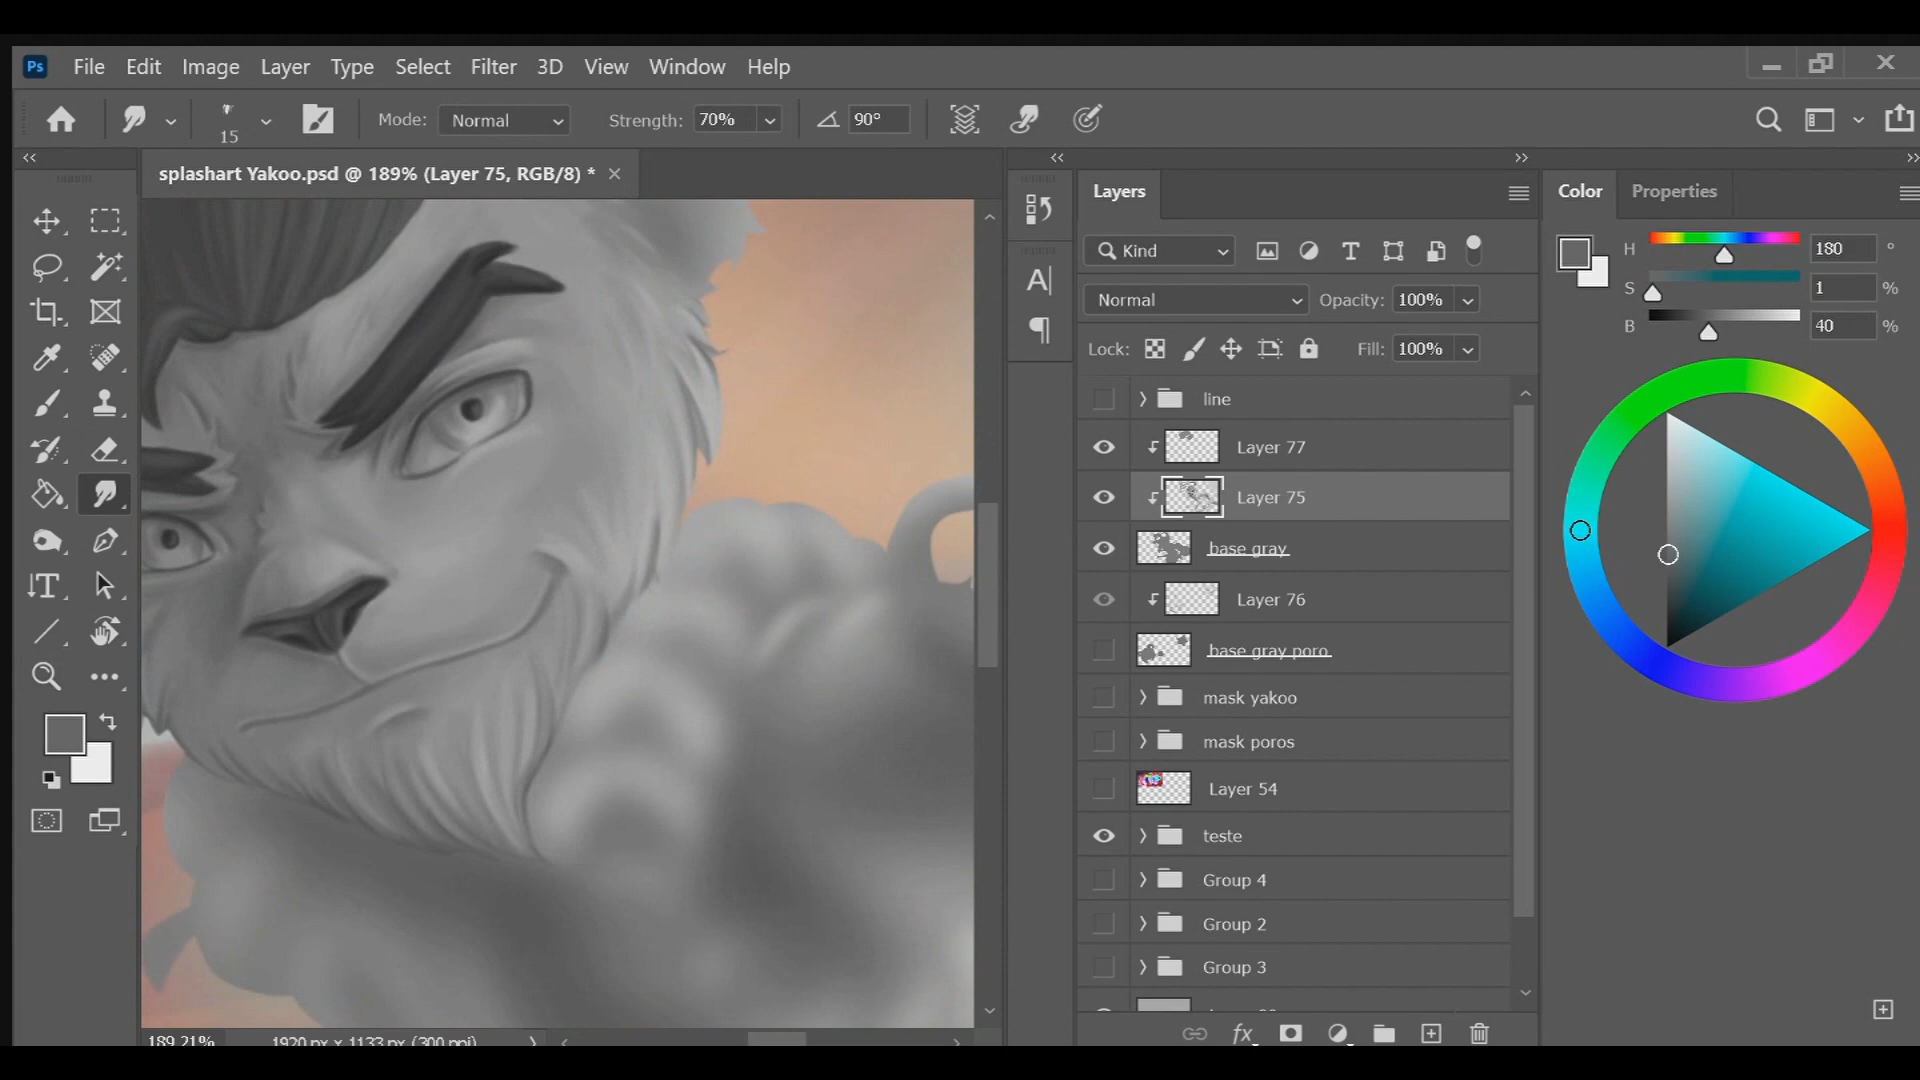 Ps File Edit Image Layer Type Select Filter 3D View Window Help
15 Mode: Normal Strength: 70% 90°
splashart Yakoo.psd @ 189% (Layer 75, RGB/8) *
Layers
Color Properties
Kind
H 180 °
S 1 %
B 40 %
Normal Opacity: 100%
Lock: Fill: 100%
line
Layer 77
Layer 75
base gray
Layer 76
base gray poro
mask yakoo
mask poros
Layer 54
teste
Group 4
Group 2
Group 3
fx
189.21% 1920 px x 1133 px (300 ppi)